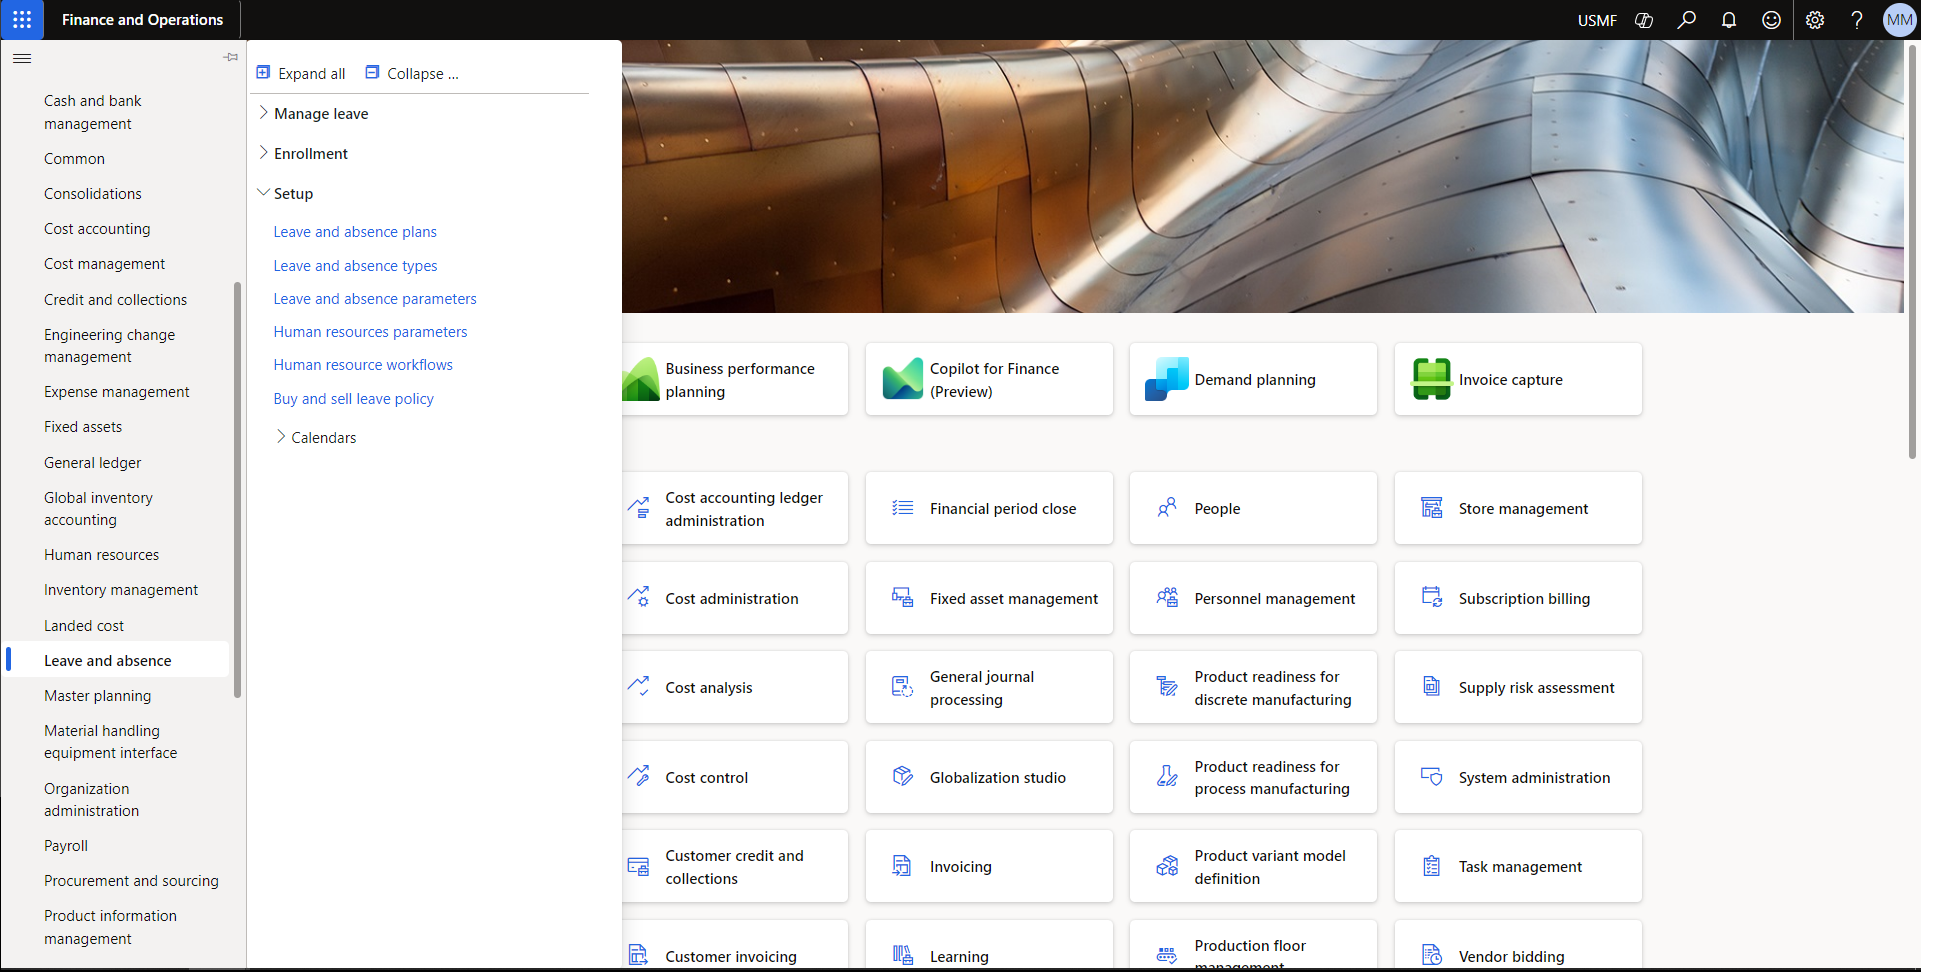 Finance and Operations
USMF
MM
Cash and bank
management
Common
Consolidations
Cost accounting
Cost management
Credit and collections
Engineering change
management
Expense management
Fixed assets
General ledger
Global inventory
accounting
Human resources
Inventory management
Landed cost
Leave and absence
Master planning
Material handling
equipment interface
Organization
administration
Payroll
Procurement and sourcing
Product information
management
Expand all
Collapse ...
Manage leave
Enrollment
Setup
Leave and absence plans
Leave and absence types
Leave and absence parameters
Human resources parameters
Human resource workflows
Buy and sell leave policy
Calendars
Business performance
planning
Copilot for Finance
(Preview)
Demand planning
Invoice capture
Cost accounting ledger
administration
Financial period close
People
Store management
Cost administration
Fixed asset management
Personnel management
Subscription billing
Cost analysis
General journal
processing
Product readiness for
discrete manufacturing
Supply risk assessment
Cost control
Globalization studio
Product readiness for
process manufacturing
System administration
Customer credit and
collections
Invoicing
Product variant model
definition
Task management
Customer invoicing
Learning
Production floor
management
Vendor bidding